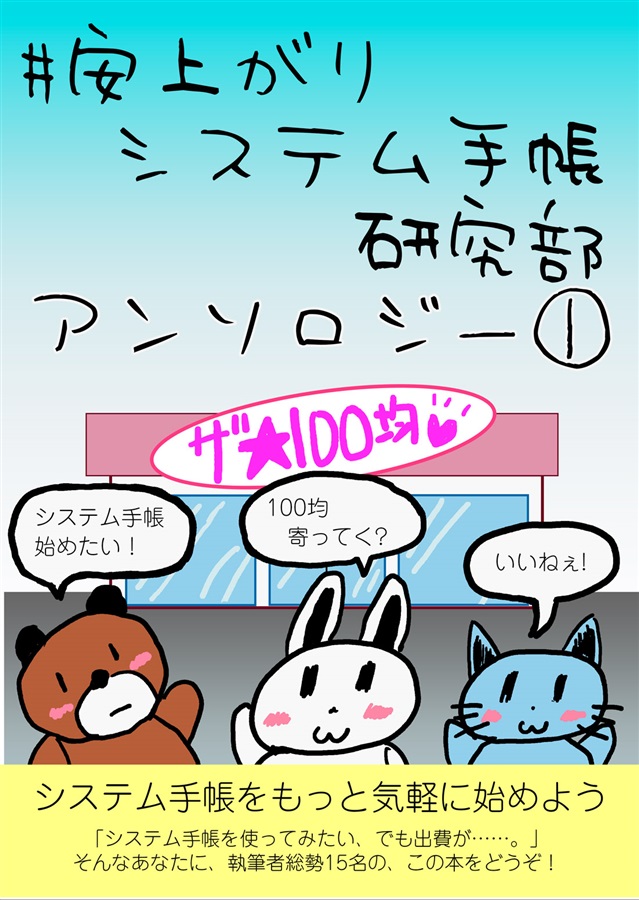 #安上がり
システム手帳
研究部
アンソロジー①
ザ★100均
システム手帳
始めたい！
100均
寄ってく?
いいねぇ!
システム手帳をもっと気軽に始めよう
「システム手帳を使ってみたい、でも出費が……。」
そんなあなたに、執筆者総勢15名の、この本をどうぞ！